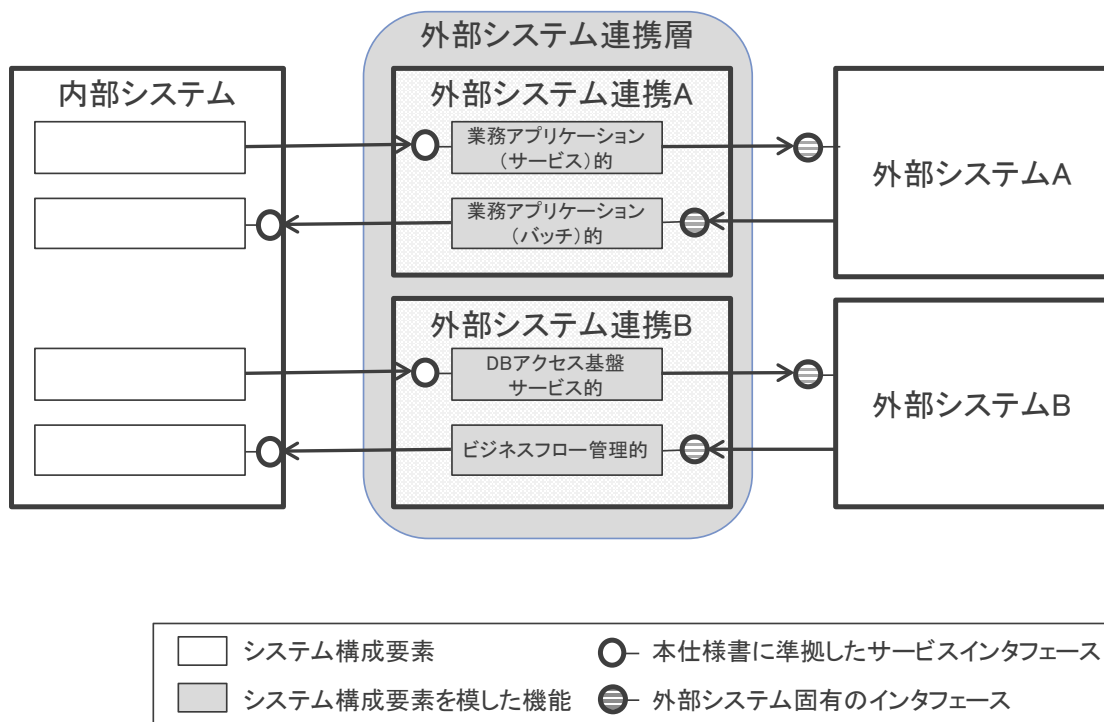 外部システム連携層
内部システム
外部システム連携A
業務アプリケーション
（サービス）的
外部システムA
業務アプリケーション
（バッチ）的
外部システム連携B
DBアクセス基盤
サービス的
外部システムB
ビジネスフロー管理的
システム構成要素
本仕様書に準拠したサービスインタフェース
システム構成要素を模した機能
外部システム固有のインタフェース